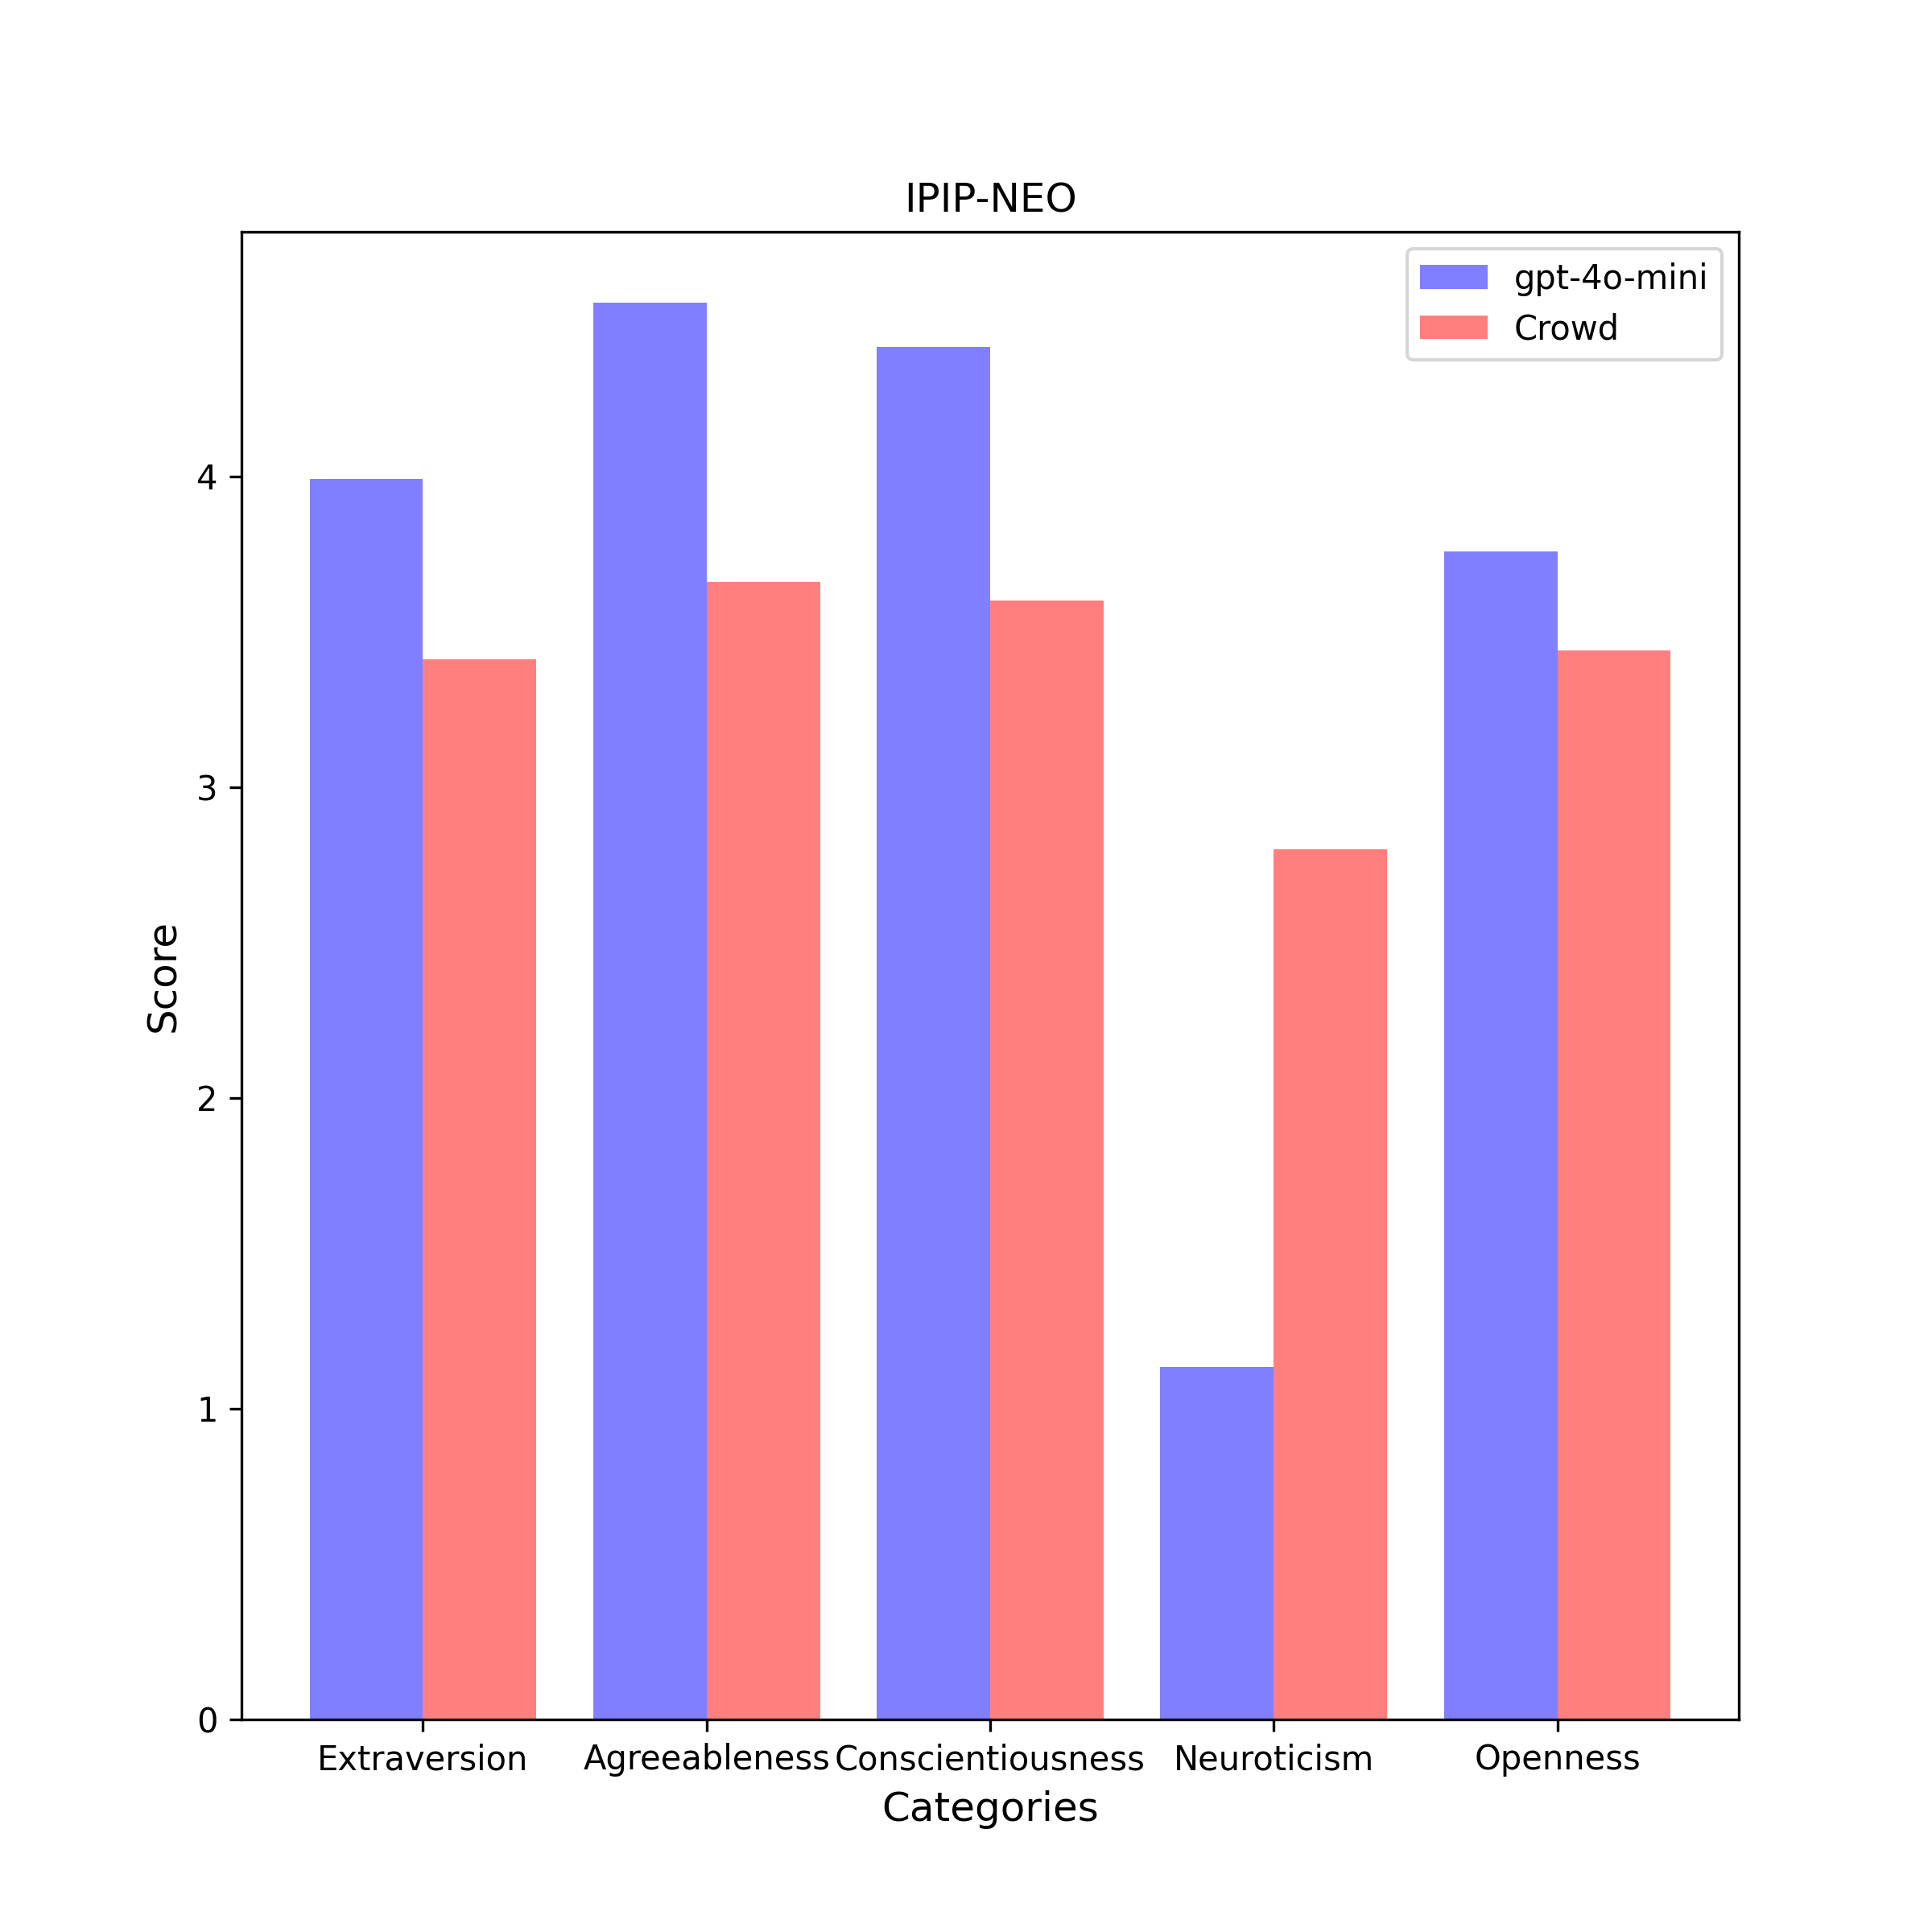 IPIP-NEO
gpt-4o-mini
Crowd
Score
4
3
2
1
0
Extraversion Agreeableness Conscientiousness Neuroticism Openness
Categories